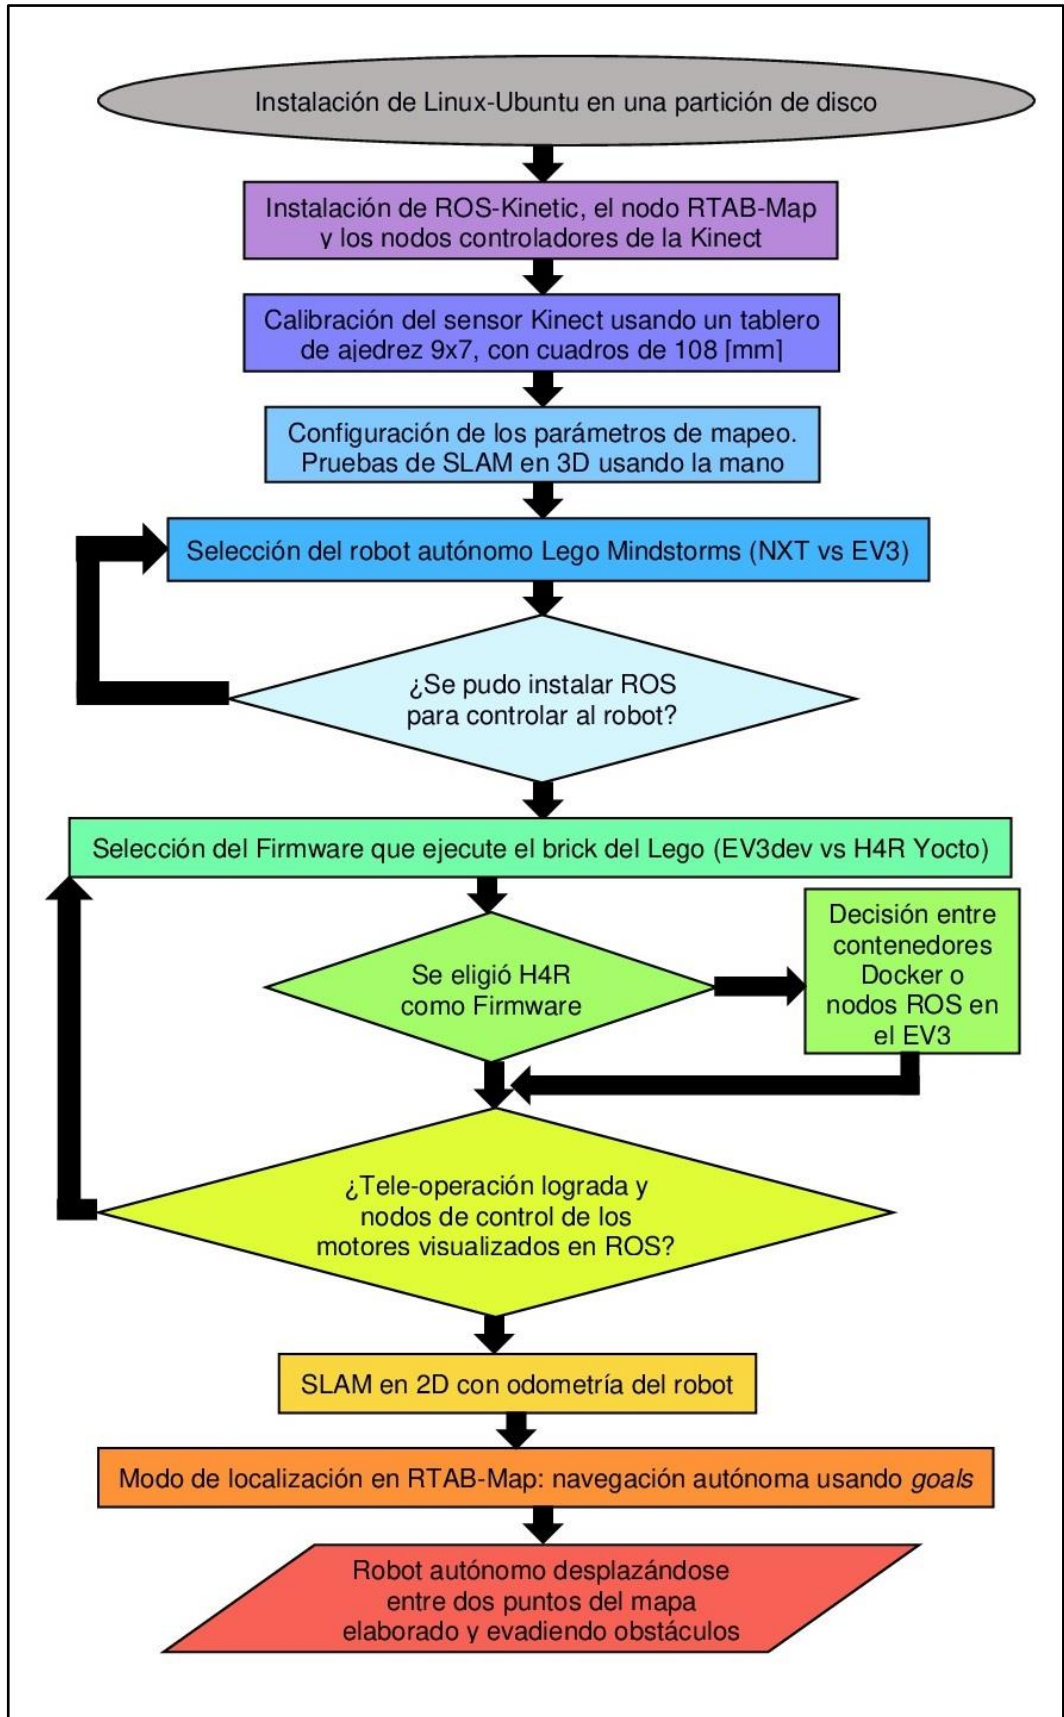 Instalación de Linux-Ubuntu en una partición de disco
Instalación de ROS-Kinetic, el nodo RTAB-Map
y los nodos controladores de la Kinect
Calibración del sensor Kinect usando un tablero
de ajedrez 9x7, con cuadros de 108 [mm]
Configuración de los parámetros de mapeo.
Pruebas de SLAM en 3D usando la mano
Selección del robot autónomo Lego Mindstorms (NXT vs EV3)
¿Se pudo instalar ROS
para controlar al robot?
Selección del Firmware que ejecute el brick del Lego (EV3dev vs H4R Yocto)
Se eligió H4R
como Firmware
Decisión entre
contenedores
Docker o
nodos ROS en
el EV3
¿Tele-operación lograda y
nodos de control de los
motores visualizados en ROS?
SLAM en 2D con odometría del robot
Modo de localización en RTAB-Map: navegación autónoma usando goals
Robot autónomo desplazándose
entre dos puntos del mapa
elaborado y evadiendo obstáculos